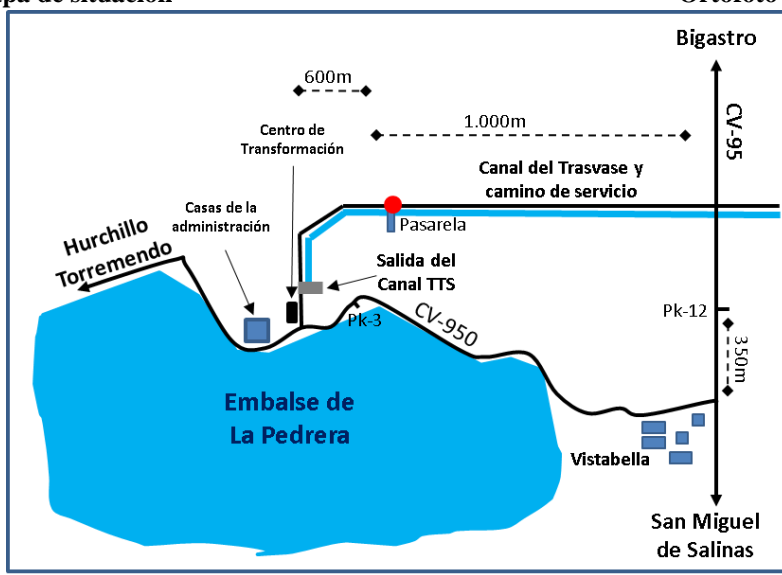 Ortofoto
Bigastro
600m
1.000m
CV-95
Centro de
Transformación
Canal del Trasvase y
camino de servicio
Casas de la
administración
Pasarela
Hurchillo
Torremendo
Salida del
Canal TTS
Pk-3
CV-950
Pk-12
350m
Embalse de
La Pedrera
Vistabella
San Miguel
de Salinas